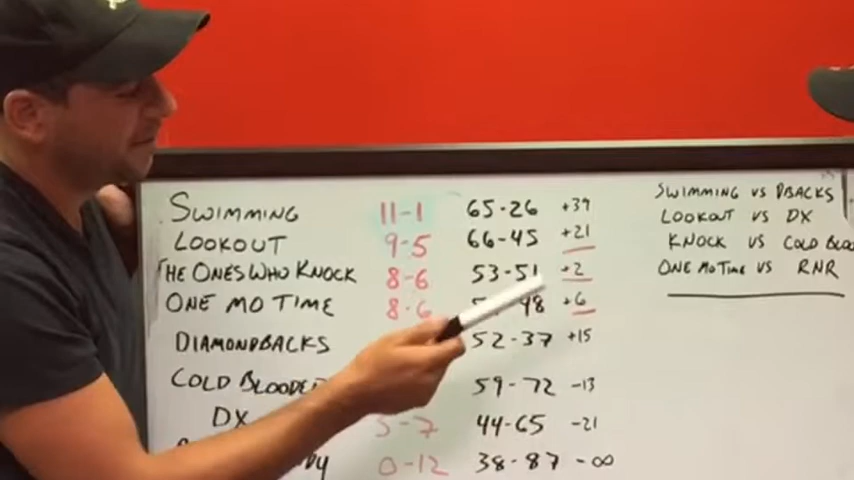 SWIMMING 11-1 65-26 +39
LOOKOUT 9-5 66-45 +21
THE ONES WHO KNOCK 8-6 53-51 +2
ONE MO TIME 8-6 48 +6
DIAMONDBACKS 52-37 +15
COLD BLOODED 59-72 -13
DX 5-7 44-65 -21
0-12 38-87 -∞
SWIMMING VS DBACKS
LOOKOUT VS DX
KNOCK VS COLD BLOO
ONE MO TIME VS RNR